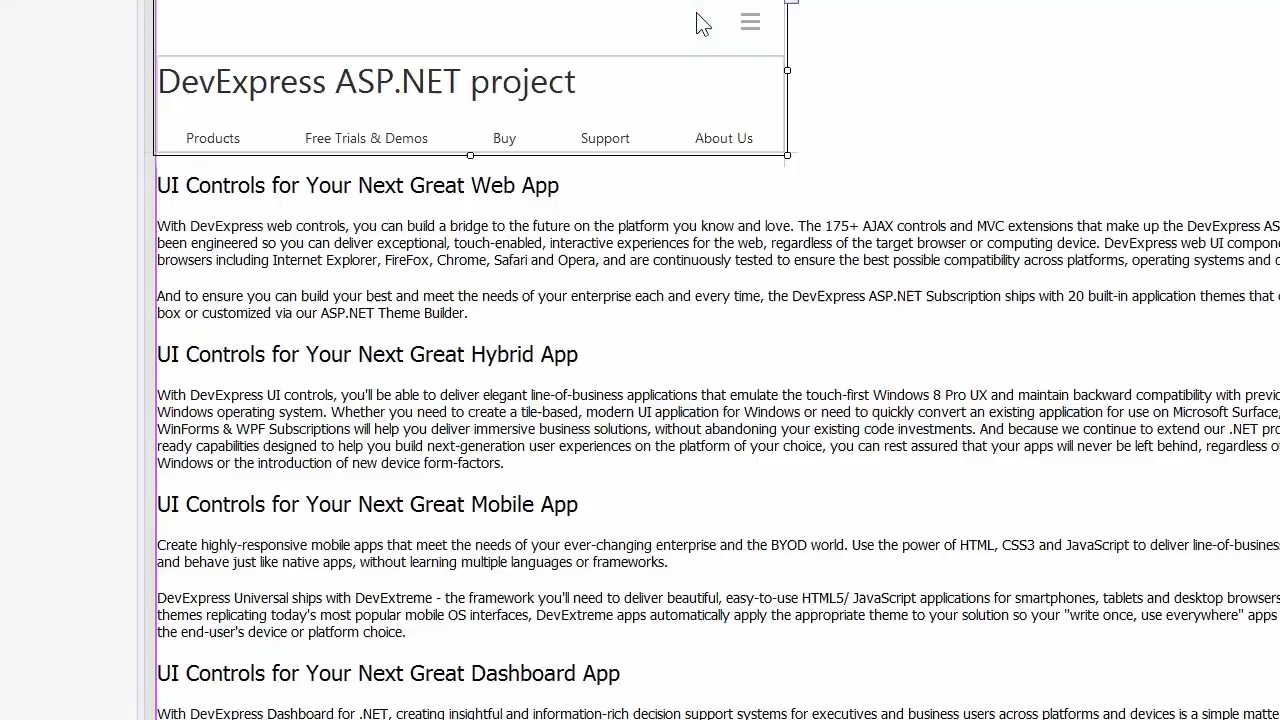 DevExpress ASP.NET project
Products Free Trials & Demos Buy Support About Us
UI Controls for Your Next Great Web App
With DevExpress web controls, you can build a bridge to the future on the platform you know and love. The 175+ AJAX controls and MVC extensions that make up the DevExpress AS
been engineered so you can deliver exceptional, touch-enabled, interactive experiences for the web, regardless of the target browser or computing device. DevExpress web UI compon
browsers including Internet Explorer, FireFox, Chrome, Safari and Opera, and are continuously tested to ensure the best possible compatibility across platforms, operating systems and
And to ensure you can build your best and meet the needs of your enterprise each and every time, the DevExpress ASP.NET Subscription ships with 20 built-in application themes that
box or customized via our ASP.NET Theme Builder.
UI Controls for Your Next Great Hybrid App
With DevExpress UI controls, you'll be able to deliver elegant line-of-business applications that emulate the touch-first Windows 8 Pro UX and maintain backward compatibility with previ
Windows operating system. Whether you need to create a tile-based, modern UI application for Windows or need to quickly convert an existing application for use on Microsoft Surface,
WinForms & WPF Subscriptions will help you deliver immersive business solutions, without abandoning your existing code investments. And because we continue to extend our .NET pro
ready capabilities designed to help you build next-generation user experiences on the platform of your choice, you can rest assured that your apps will never be left behind, regardless
Windows or the introduction of new device form-factors.
UI Controls for Your Next Great Mobile App
Create highly-responsive mobile apps that meet the needs of your ever-changing enterprise and the BYOD world. Use the power of HTML, CSS3 and JavaScript to deliver line-of-business
and behave just like native apps, without learning multiple languages or frameworks.
DevExpress Universal ships with DevExtreme - the framework you'll need to deliver beautiful, easy-to-use HTML5/ JavaScript applications for smartphones, tablets and desktop browsers
themes replicating today's most popular mobile OS interfaces, DevExtreme apps automatically apply the appropriate theme to your solution so your "write once, use everywhere" apps
the end-user's device or platform choice.
UI Controls for Your Next Great Dashboard App
With DevExpress Dashboard for .NET, creating insightful and information-rich decision support systems for executives and business users across platforms and devices is a simple matte